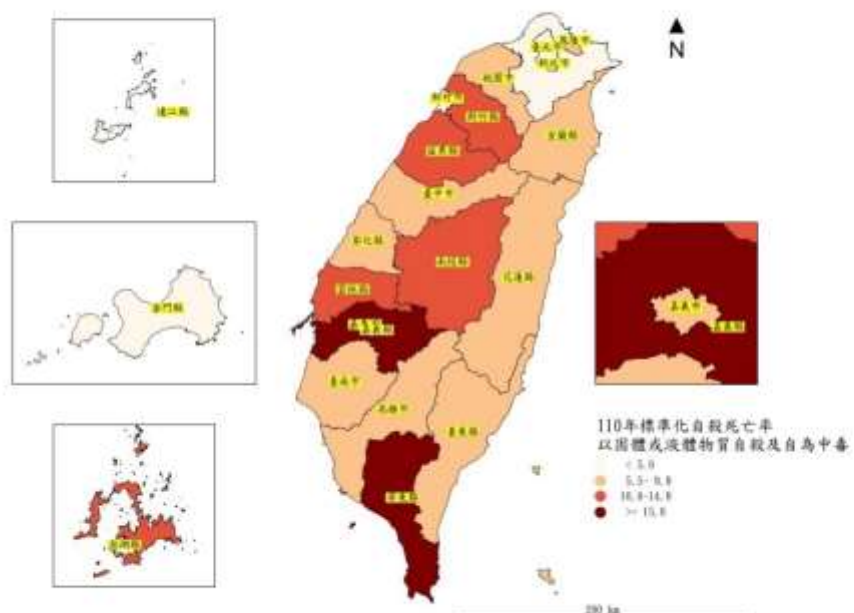 N
連江縣
臺北市
基隆市
新北市
桃園市
新竹市
新竹縣
宜蘭縣
苗栗縣
臺中市
彰化縣
南投縣
花蓮縣
雲林縣
嘉義縣
金門縣
嘉義市
嘉義縣
臺南市
高雄市
臺東縣
屏東縣
澎湖縣
110年標準化自殺死亡率
以固體或液體物質自殺及自為中毒
< 5.0
10.0-14.9
>= 15.0
200 km